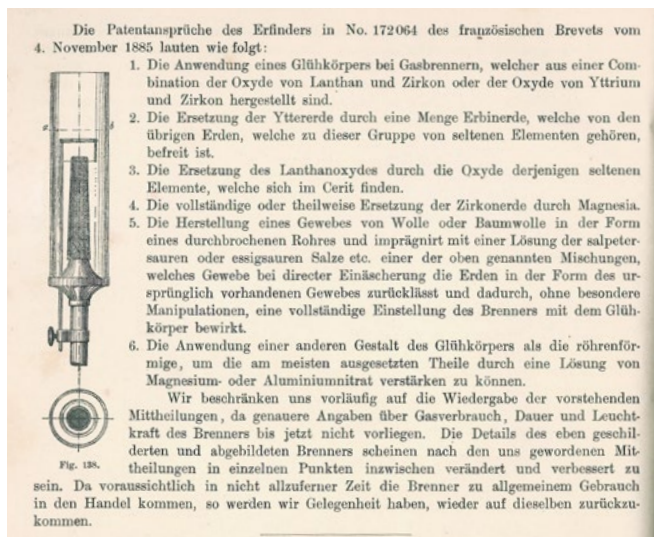 Die Patentansprüche des Erfinders in No. 172064 des französischen Brevets vom
4. November 1885 lauten wie folgt:
1. Die Anwendung eines Glühkörpers bei Gasbrennern, welcher aus einer Com-
bination der Oxyde von Lanthan und Zirkon oder der Oxyde von Yttrium
und Zirkon hergestellt sind.
2. Die Ersetzung der Yttererde durch eine Menge Erbinerde, welche von den
übrigen Erden, welche zu dieser Gruppe von seltenen Elementen gehören,
befreit ist.
3. Die Ersetzung des Lanthanoxydes durch die Oxyde derjenigen seltenen
Elemente, welche sich im Cerit finden.
4. Die vollständige oder theilweise Ersetzung der Zirkonerde durch Magnesia.
5. Die Herstellung eines Gewebes von Wolle oder Baumwolle in der Form
eines durchbrochenen Rohres und imprägnirt mit einer Lösung der salpeter-
sauren oder essigsauren Salze etc. einer der oben genannten Mischungen,
welches Gewebe bei directer Einäscherung die Erden in der Form des ur-
sprünglich vorhandenen Gewebes zurücklässt und dadurch, ohne besondere
Manipulationen, eine vollständige Einstellung des Brenners mit dem Glüh-
körper bewirkt.
6. Die Anwendung einer anderen Gestalt des Glühkörpers als die röhrenför-
mige, um die am meisten ausgesetzten Theile durch eine Lösung von
Magnesium- oder Aluminiumnitrat verstärken zu können.
Wir beschränken uns vorläufig auf die Wiedergabe der vorstehenden
Mittheilungen, da genauere Angaben über Gasverbrauch, Dauer und Leucht-
kraft des Brenners bis jetzt nicht vorliegen. Die Details des eben geschil-
derten und abgebildeten Brenners scheinen nach den uns gewordenen Mit-
Fig. 138.
theilungen in einzelnen Punkten inzwischen verändert und verbessert zu
sein. Da voraussichtlich in nicht allzuferner Zeit die Brenner zu allgemeinem Gebrauch
in den Handel kommen, so werden wir Gelegenheit haben, wieder auf dieselben zurückzu-
kommen.